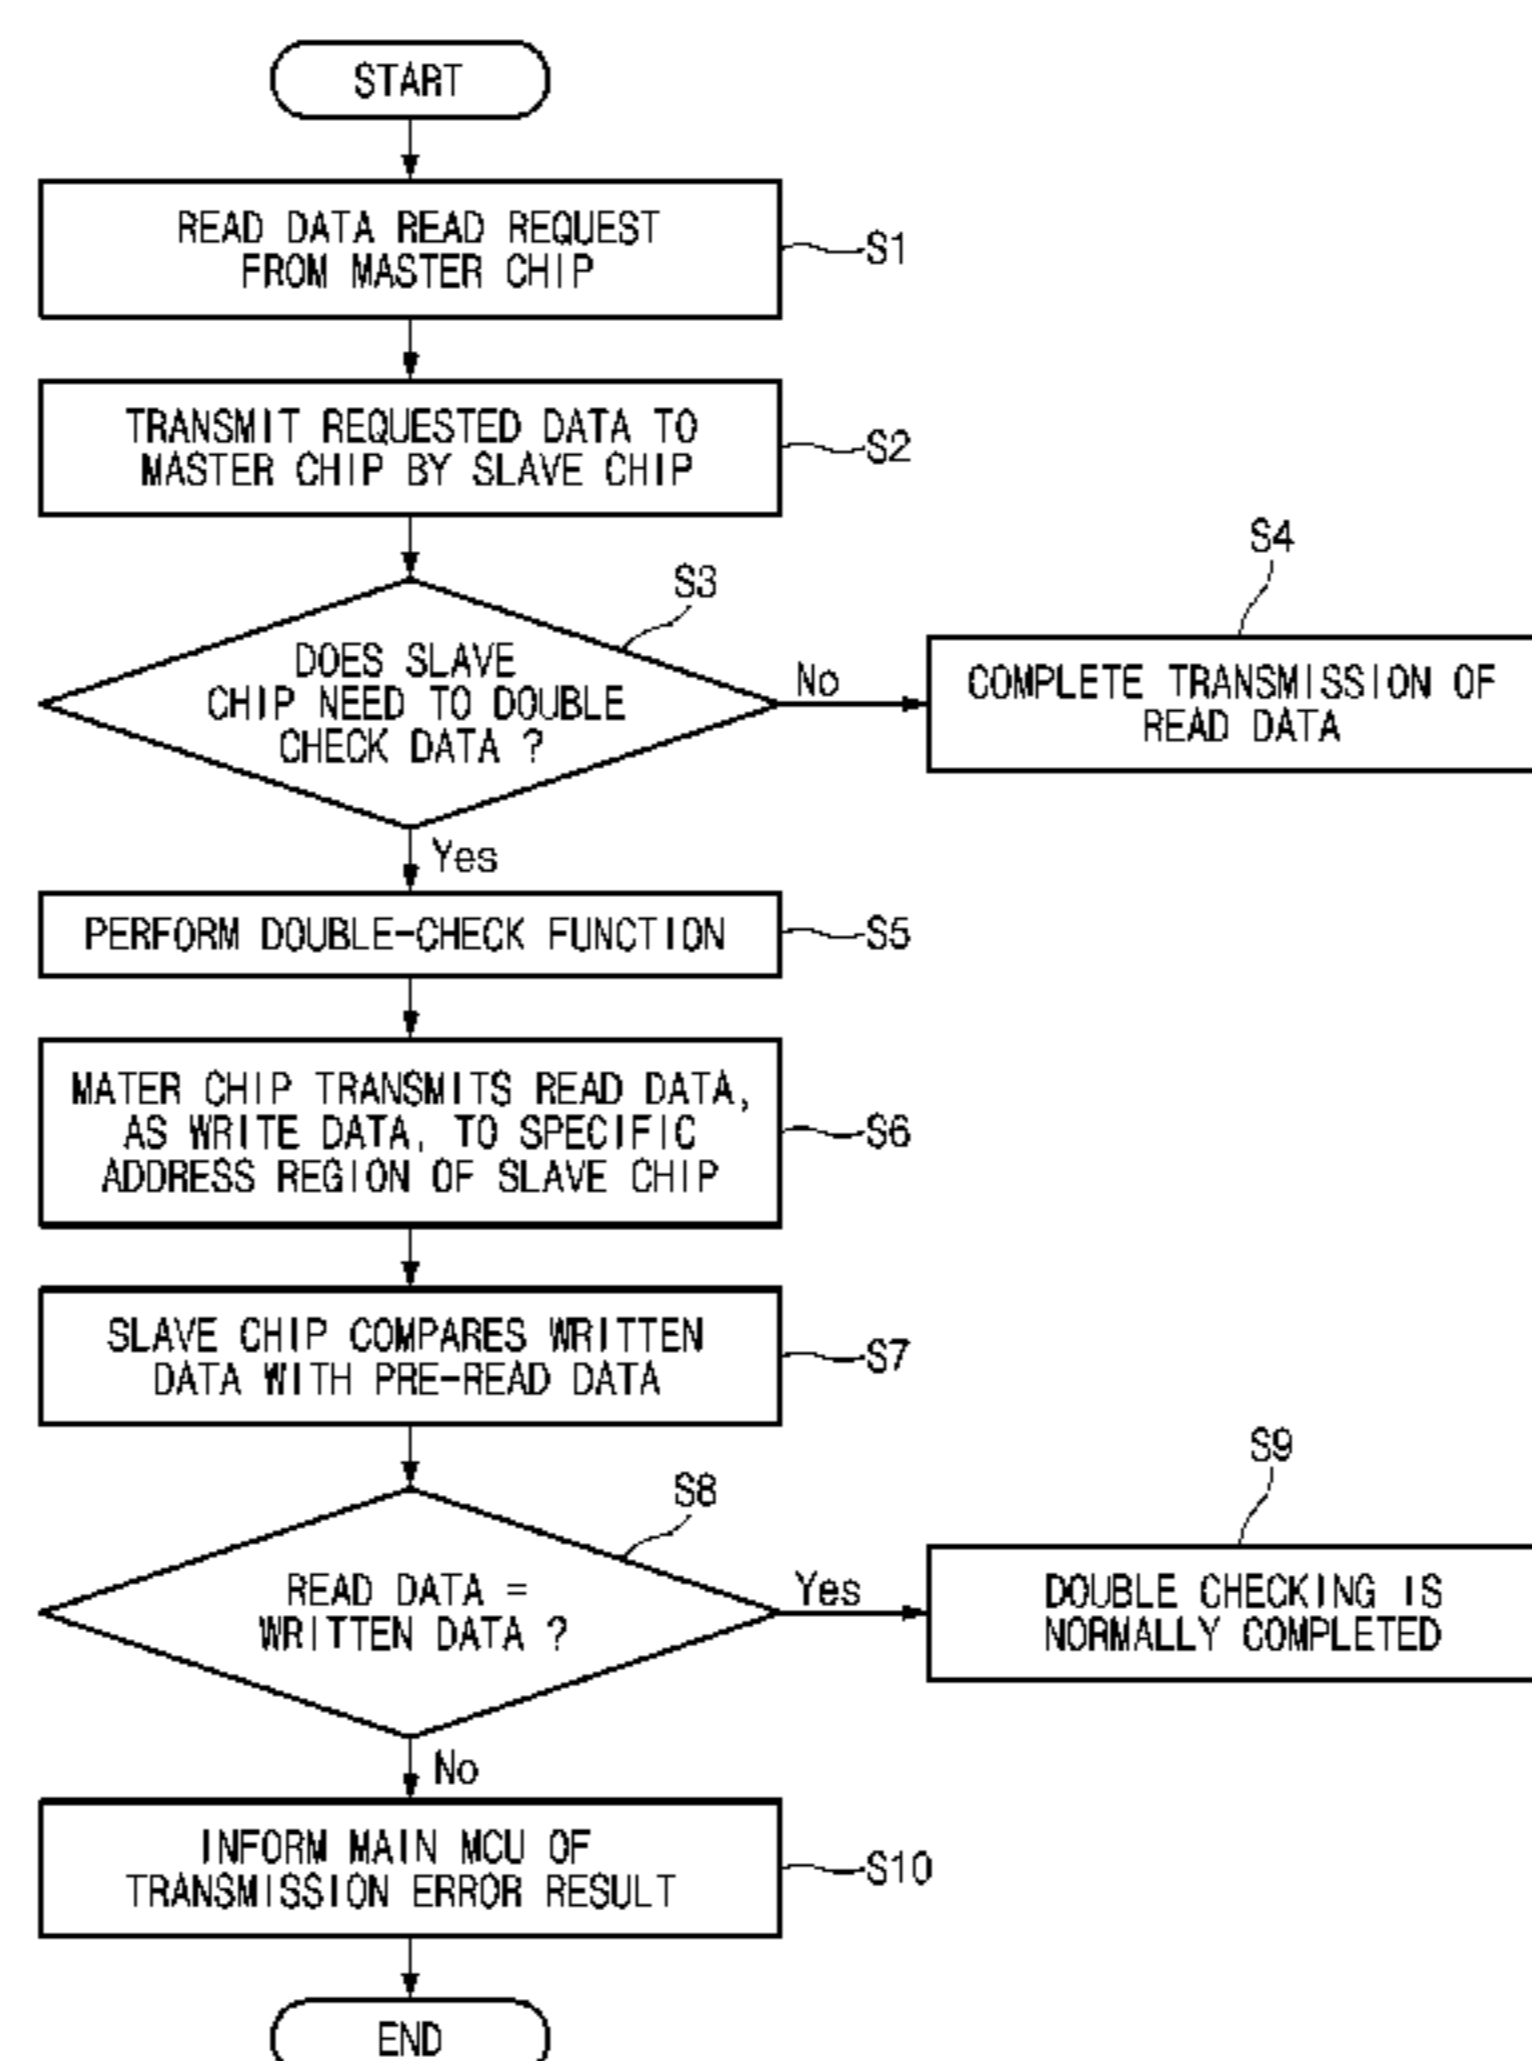 START
READ DATA READ REQUEST
FROM MASTER CHIP
S1
TRANSMIT REQUESTED DATA TO
MASTER CHIP BY SLAVE CHIP
S2
S3
DOES SLAVE
CHIP NEED TO DOUBLE
CHECK DATA ?
No
S4
COMPLETE TRANSMISSION OF
READ DATA
Yes
PERFORM DOUBLE-CHECK FUNCTION
S5
MATER CHIP TRANSMITS READ DATA,
AS WRITE DATA, TO SPECIFIC
ADDRESS REGION OF SLAVE CHIP
S6
SLAVE CHIP COMPARES WRITTEN
DATA WITH PRE-READ DATA
S7
S8
READ DATA =
WRITTEN DATA ?
Yes
S9
DOUBLE CHECKING IS
NORMALLY COMPLETED
No
INFORM MAIN MCU OF
TRANSMISSION ERROR RESULT
S10
END